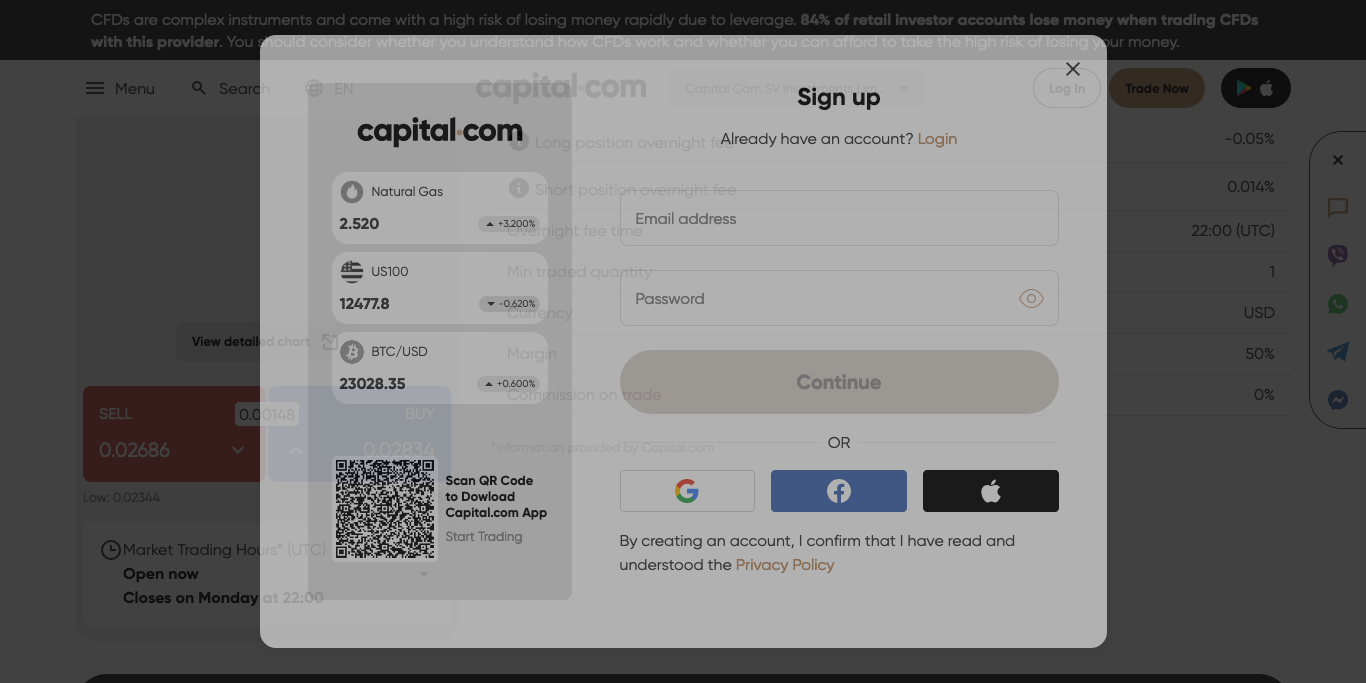 CFDs are complex instruments and come with a high risk of losing money rapidly due to leverage. 84% of retail investor accounts lose money when trading CFDs
with this provider. You should consider whether you understand how CFDs work and whether you can afford to take the high risk of losing your money.
Menu
Search
EN
capital.com
Capital Com SV Investments Lim...
Log In
Trade Now
Long position overnight fee
-0.05%
Short position overnight fee
0.014%
Overnight fee time
22:00 (UTC)
Min traded quantity
1
Currency
USD
Margin
50%
Commission on trade
0%
*Information provided by Capital.com
View detailed chart
SELL
0.00148
BUY
0.02686
0.02834
Low: 0.02344
Market Trading Hours* (UTC)
Open now
Closes on Monday at 22:00
capital.com
Natural Gas
2.520
+3.200%
US100
12477.8
-0.620%
BTC/USD
23028.35
+0.600%
Scan QR Code
to Dowload
Capital.com App
Start Trading
Sign up
Already have an account? Login
Email address
Password
Continue
OR
By creating an account, I confirm that I have read and
understood the Privacy Policy